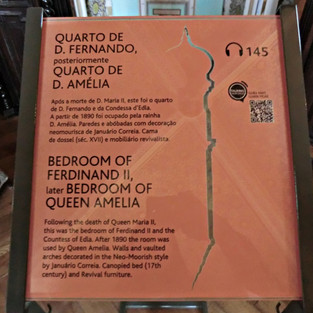 QUARTO DE
D. FERNANDO,
posteriormente
QUARTO DE
D. AMÉLIA
Após a morte de D. Maria II, este foi o quarto
de D. Fernando e da Condessa d'Edla.
A partir de 1890 foi ocupado pela rainha
D. Amélia. Paredes e abóbadas com decoração
neomourisca de Januário Correia. Cama
de dossel (séc. XVII) e mobiliário revivalista
BEDROOM OF
FERDINAND II,
later BEDROOM OF
QUEEN AMELIA
Following the death of Queen Maria II,
this was the bedroom of Ferdinand II and the
Countess of Edla. After 1890 the room was
used by Queen Amelia. Walls and vaulted
arches decorated in the Neo-Moorish style
by Januário Correia. Canopied bed (17th
century) and Revival furniture.
145